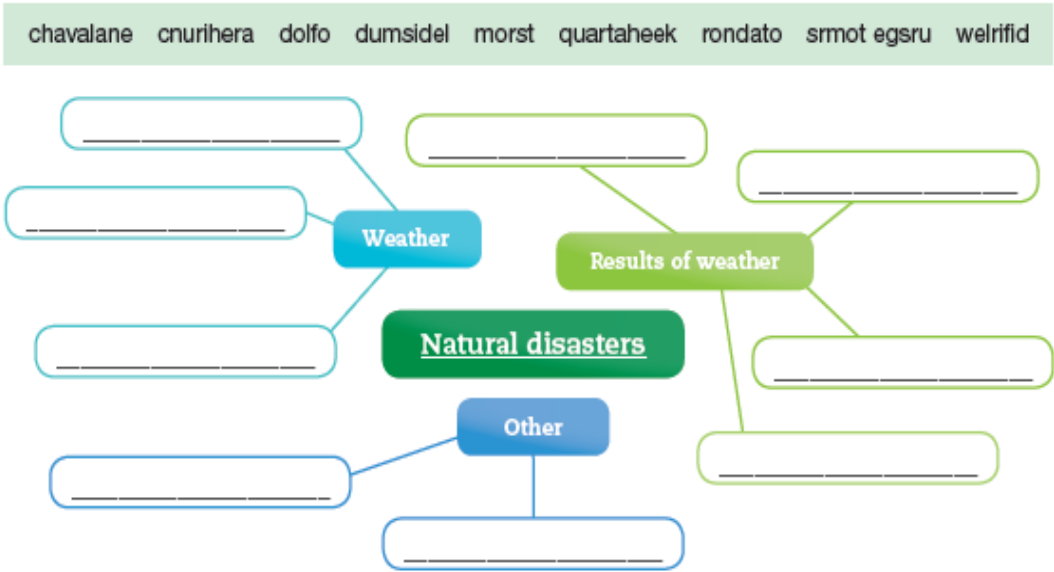 chavalane cnurihera dolfo dumsidel morst quartaheek rondato srmot egsru welrifid
Weather
Results of weather
Natural disasters
Other